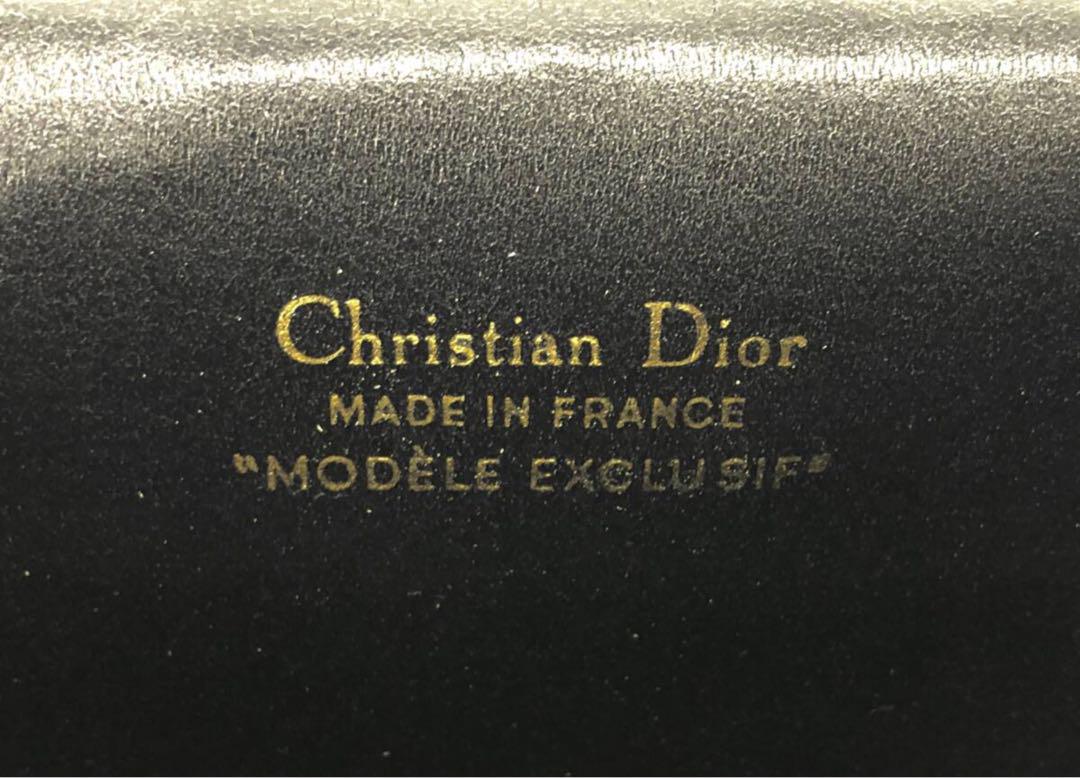 Christian Dior
MADE IN FRANCE
"MODÈLE EXCLUSIF"